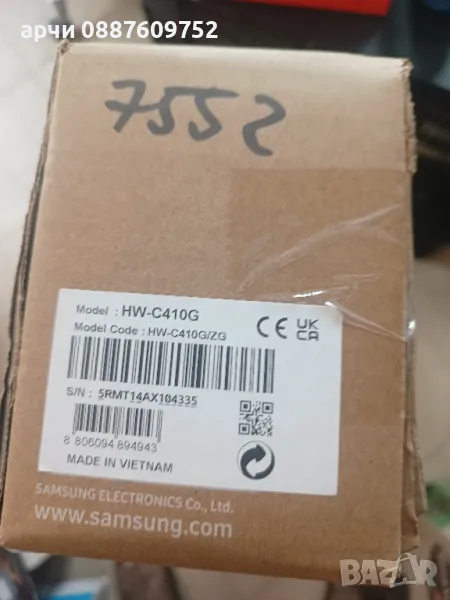 арчи 0887609752
7552
Model : HW-C410G
Model Code : HW-C410G/ZG
CE UK CA
S/N : 5RMT14AX104335
8 806094 894943
MADE IN VIETNAM
SAMSUNG ELECTRONICS Co., Ltd.
www.samsung.com
BAZAR